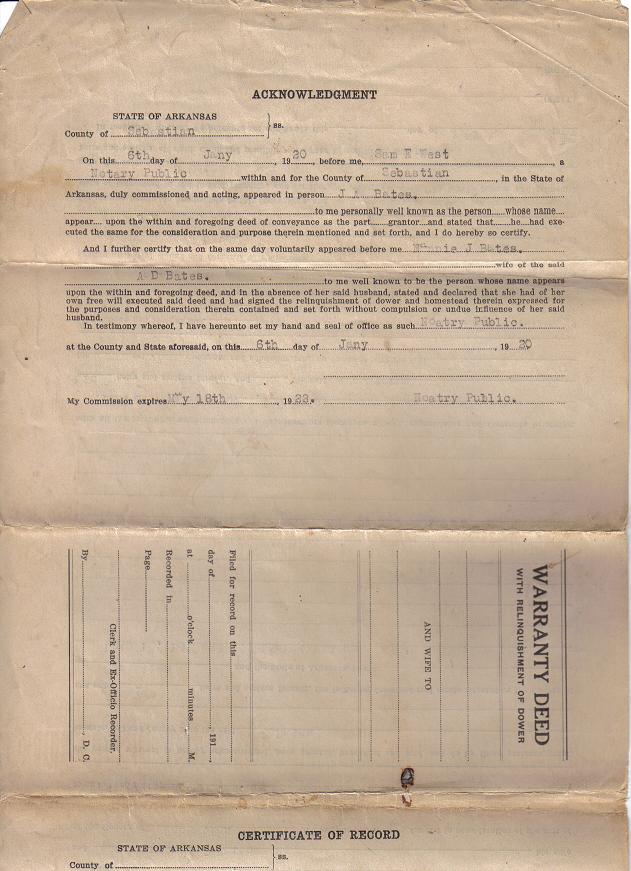 ACKNOWLEDGMENT
STATE OF ARKANSAS
County of Sebastian } ss.
On this 6th day of Jany , 1920, before me, Sam E West , a
Notary Public within and for the County of Sebastian , in the State of
Arkansas, duly commissioned and acting, appeared in person J A Bates.
to me personally well known as the person whose name
appear upon the within and foregoing deed of conveyance as the part grantor and stated that he had exe-
cuted the same for the consideration and purpose therein mentioned and set forth, and I do hereby so certify.
And I further certify that on the same day voluntarily appeared before me J Bates.
wife of the said
A D Bates. to me well known to be the person whose name appears
upon the within and foregoing deed, and in the absence of her said husband, stated and declared that she had of her
own free will executed said deed and had signed the relinquishment of dower and homestead therein expressed for
the purposes and consideration therein contained and set forth without compulsion or undue influence of her said
husband.
In testimony whereof, I have hereunto set my hand and seal of office as such Noatry Public.
at the County and State aforesaid, on this 6th day of Jany , 1920
My Commission expires 18th , 1923. Noatry Public.
WARRANTY DEED
WITH RELINQUISHMENT OF DOWER
AND WIFE TO
Filed for record on this
day of , 191
at o'clock minutes M.
Recorded in
Page
Clerk and Ex-Officio Recorder.
By , D. C.
CERTIFICATE OF RECORD
STATE OF ARKANSAS
County of } ss.